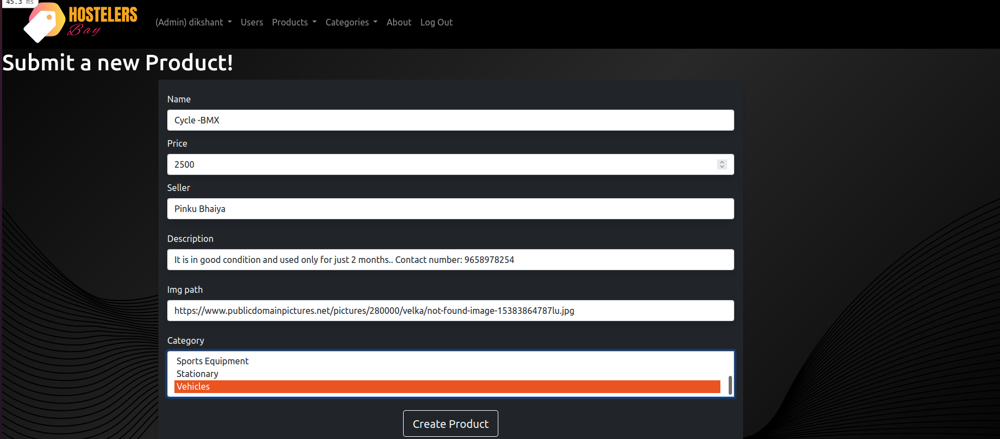 45.3 ms
HOSTELERS
Bay
(Admin) dikshant Users Products Categories About Log Out
Submit a new Product!
Name
Cycle -BMX
Price
2500
Seller
Pinku Bhaiya
Description
It is in good condition and used only for just 2 months.. Contact number: 9658978254
Img path
https://www.publicdomainpictures.net/pictures/280000/velka/not-found-image-15383864787lu.jpg
Category
Sports Equipment
Stationary
Vehicles
Create Product